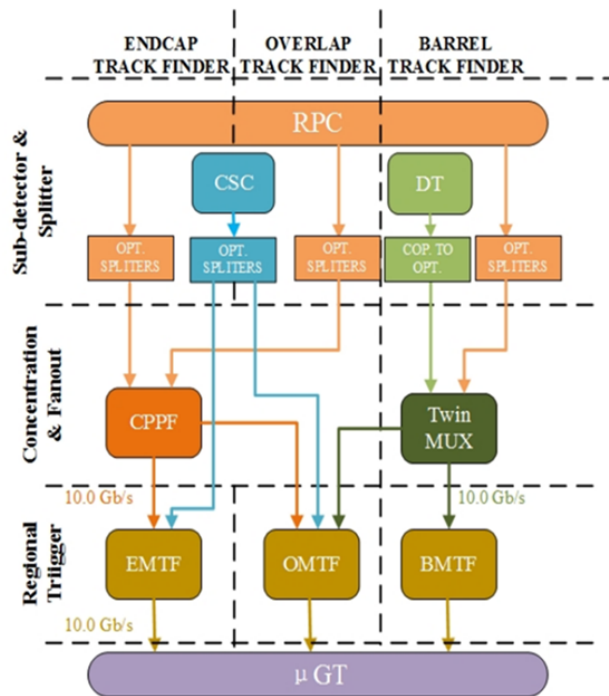 ENDCAP
TRACK FINDER
OVERLAP
TRACK FINDER
BARREL
TRACK FINDER
Sub-detector &
Splitter
RPC
CSC
DT
OPT.
SPLITERS
OPT.
SPLITERS
OPT.
SPLITERS
COP. TO
OPT.
OPT.
SPLITERS
Concentration
& Fanout
CPPF
Twin
MUX
10.0 Gb/s
10.0 Gb/s
Regional
Triigger
EMTF
OMTF
BMTF
10.0 Gb/s
μGT